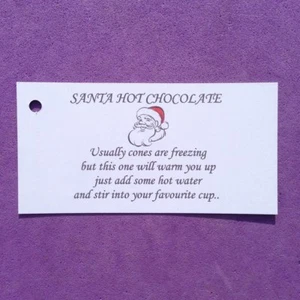 SANTA HOT CHOCOLATE
Usually cones are freezing
but this one will warm you up
just add some hot water
and stir into your favourite cup..